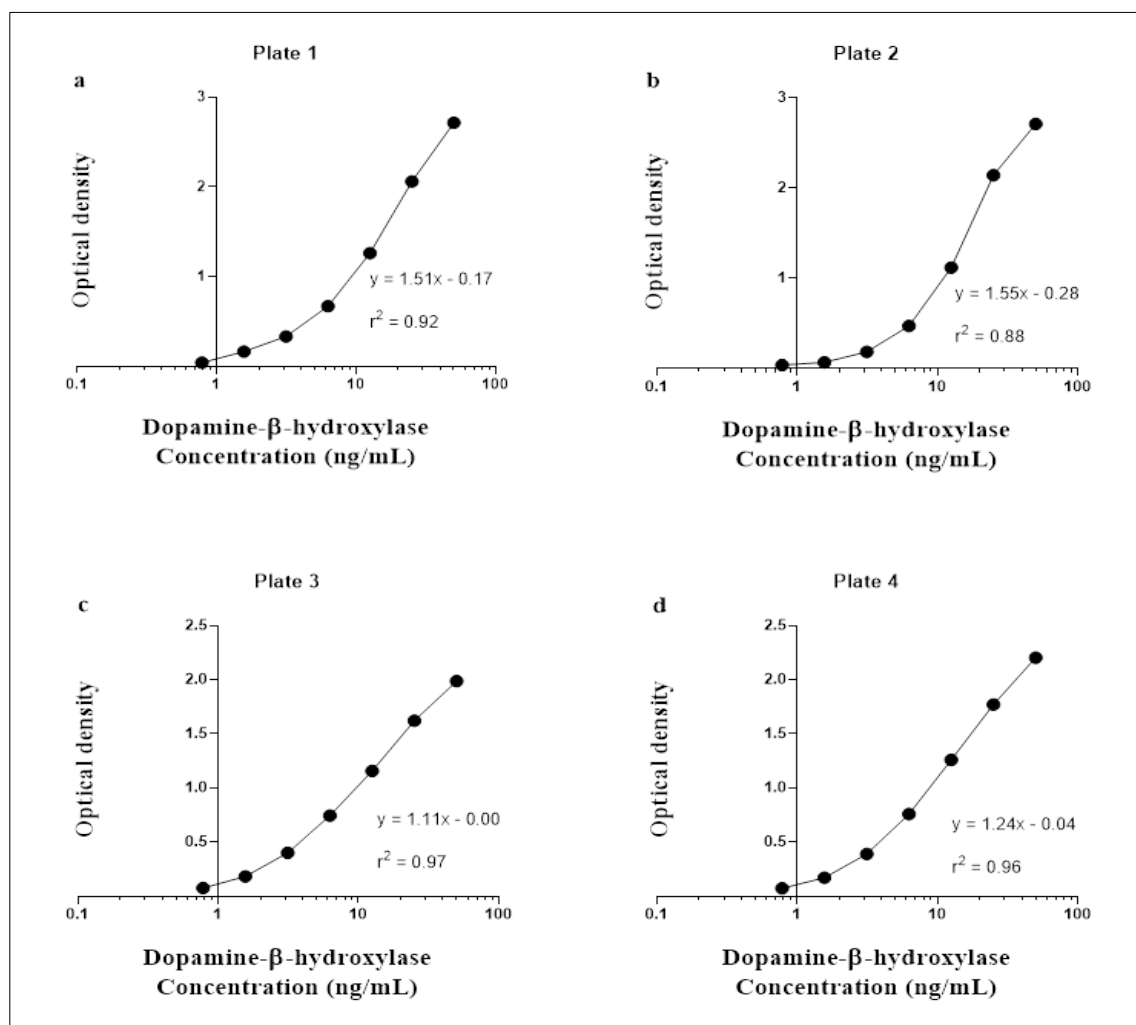 Plate 1
a
3
2
1
Optical density
y = 1.51x - 0.17
r² = 0.92
0.1 1 10 100
Dopamine-β-hydroxylase
Concentration (ng/mL)
Plate 2
b
3
2
1
Optical density
y = 1.55x - 0.28
r² = 0.88
0.1 1 10 100
Dopamine-β-hydroxylase
Concentration (ng/mL)
Plate 3
c
2.5
2.0
1.5
1.0
0.5
Optical density
y = 1.11x - 0.00
r² = 0.97
0.1 1 10 100
Dopamine-β-hydroxylase
Concentration (ng/mL)
Plate 4
d
2.5
2.0
1.5
1.0
0.5
Optical density
y = 1.24x - 0.04
r² = 0.96
0.1 1 10 100
Dopamine-β-hydroxylase
Concentration (ng/mL)